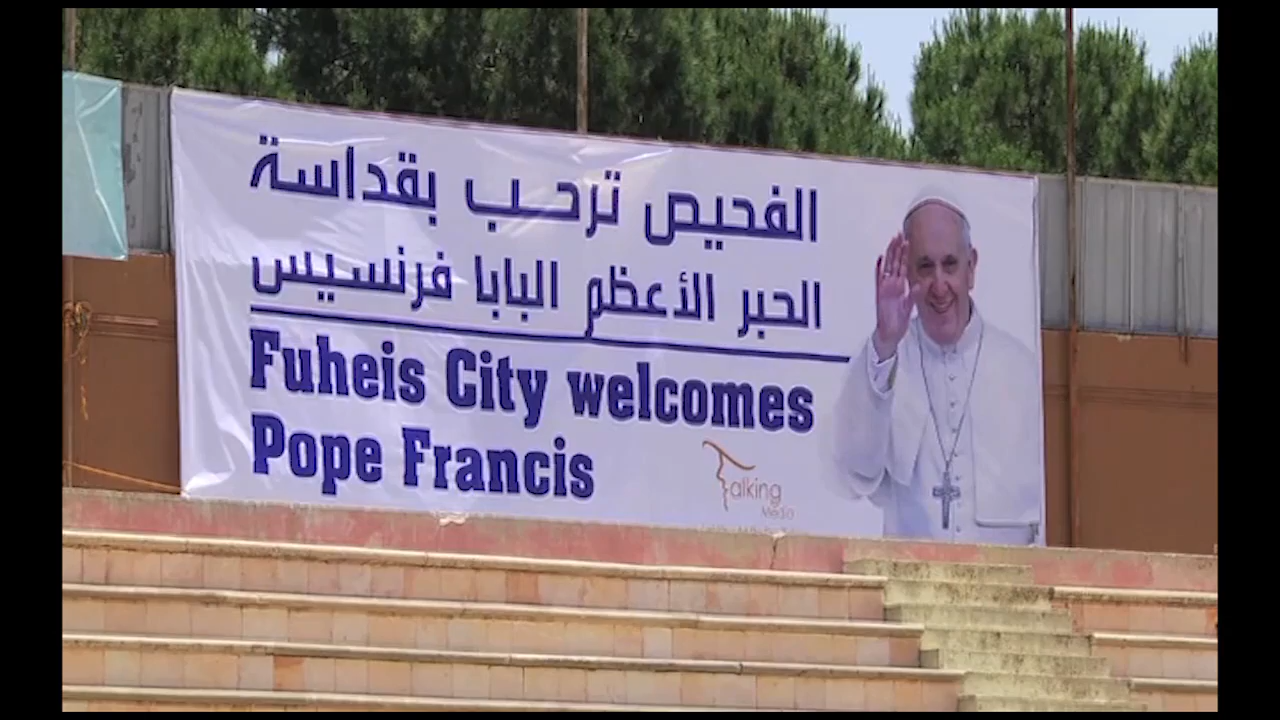 الفحيص ترحب بقداسة
الحبر الأعظم البابا فرنسيس
Fuheis City welcomes
Pope Francis
Talking
Media